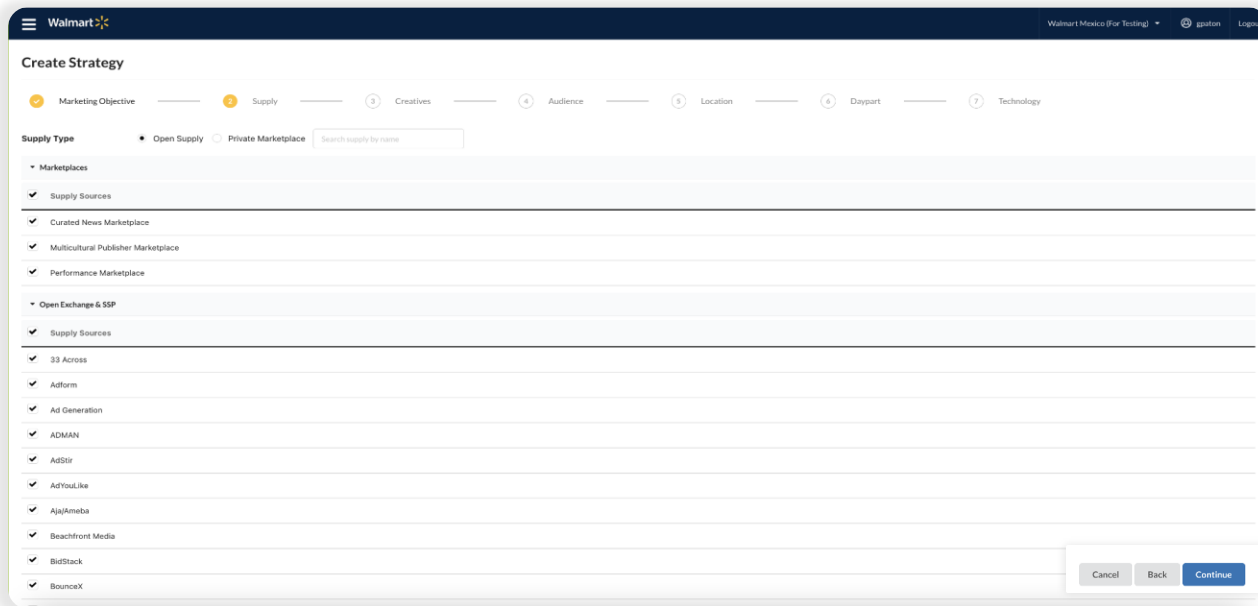 Walmart Walmart Mexico (For Testing) gpaton Logou
Create Strategy
Marketing Objective 2 Supply 3 Creatives 4 Audience 5 Location 6 Daypart 7 Technology
Supply Type Open Supply Private Marketplace Search supply by name
Marketplaces
Supply Sources
Curated News Marketplace
Multicultural Publisher Marketplace
Performance Marketplace
Open Exchange & SSP
Supply Sources
33 Across
Adform
Ad Generation
ADMAN
AdStir
AdYouLike
Aja/Ameba
Beachfront Media
BidStack
BounceX
Cancel Back Continue